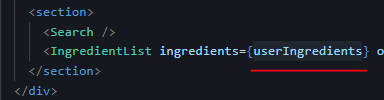 <section>
<Search />
<IngredientList ingredients={userIngredients} o
</section>
</div>